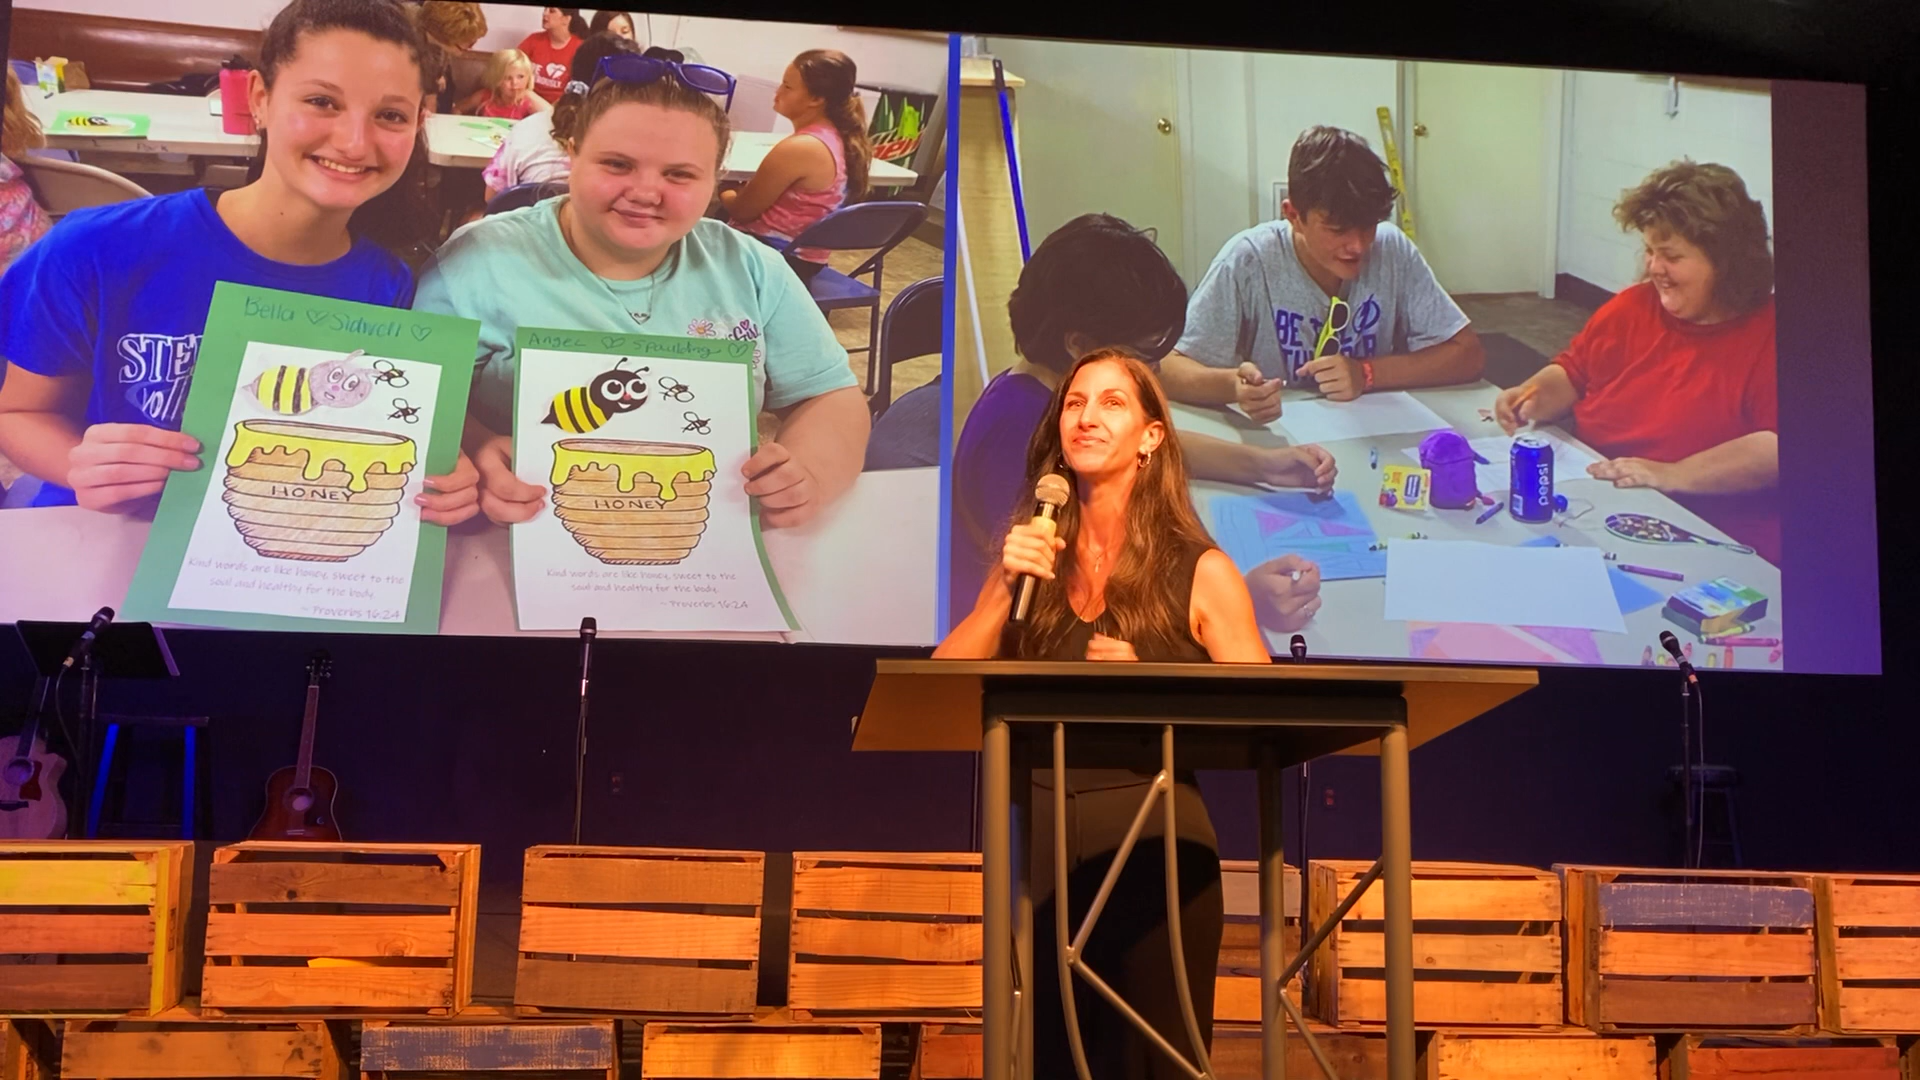 Bella Sidwell
Angel Spaulding
HONEY
HONEY
Kind words are like honey, sweet to the
soul and healthy for the body.
~ Proverbs 16:24
Kind words are like honey, sweet to the
soul and healthy for the body.
~ Proverbs 16:24
BE
pepsi